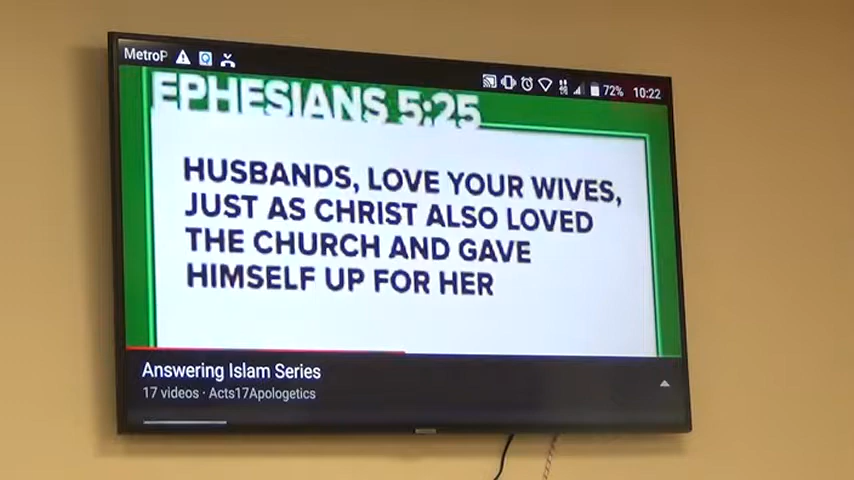 MetroP
72% 10:22
EPHESIANS 5:25
HUSBANDS, LOVE YOUR WIVES,
JUST AS CHRIST ALSO LOVED
THE CHURCH AND GAVE
HIMSELF UP FOR HER
Answering Islam Series
17 videos · Acts17Apologetics